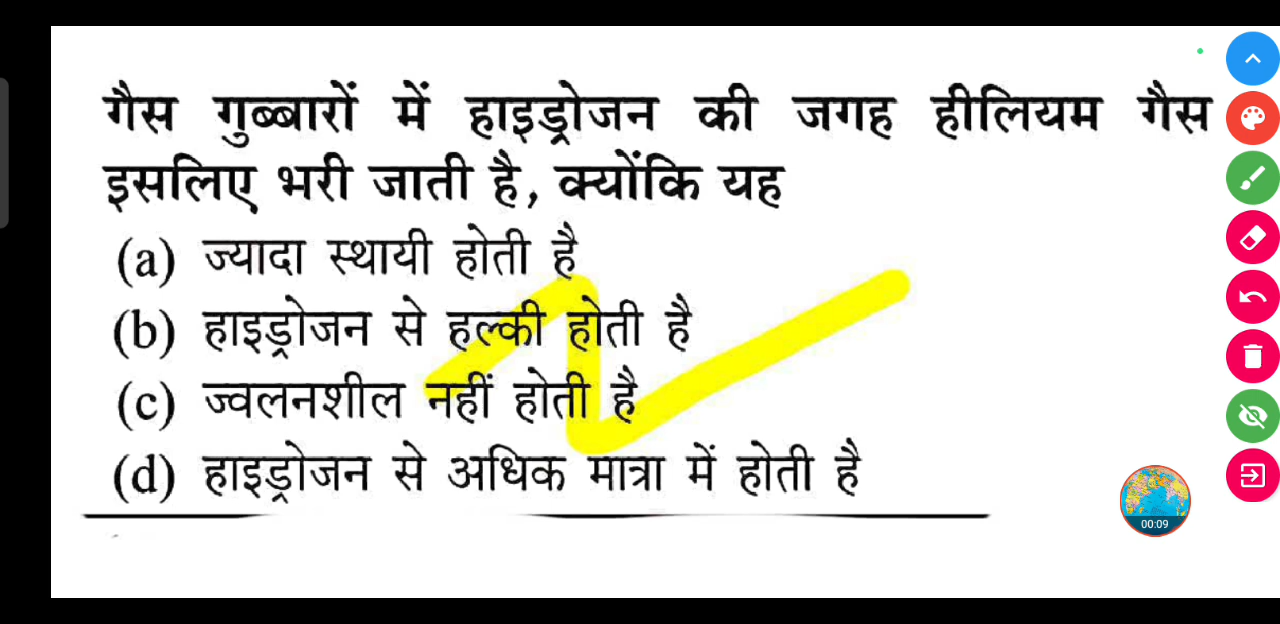 गैस गुब्बारों में हाइड्रोजन की जगह हीलियम गैस
इसलिए भरी जाती है, क्योंकि यह
(a) ज्यादा स्थायी होती है
(b) हाइड्रोजन से हल्की होती है
(c) ज्वलनशील नहीं होती है
(d) हाइड्रोजन से अधिक मात्रा में होती है
00:09